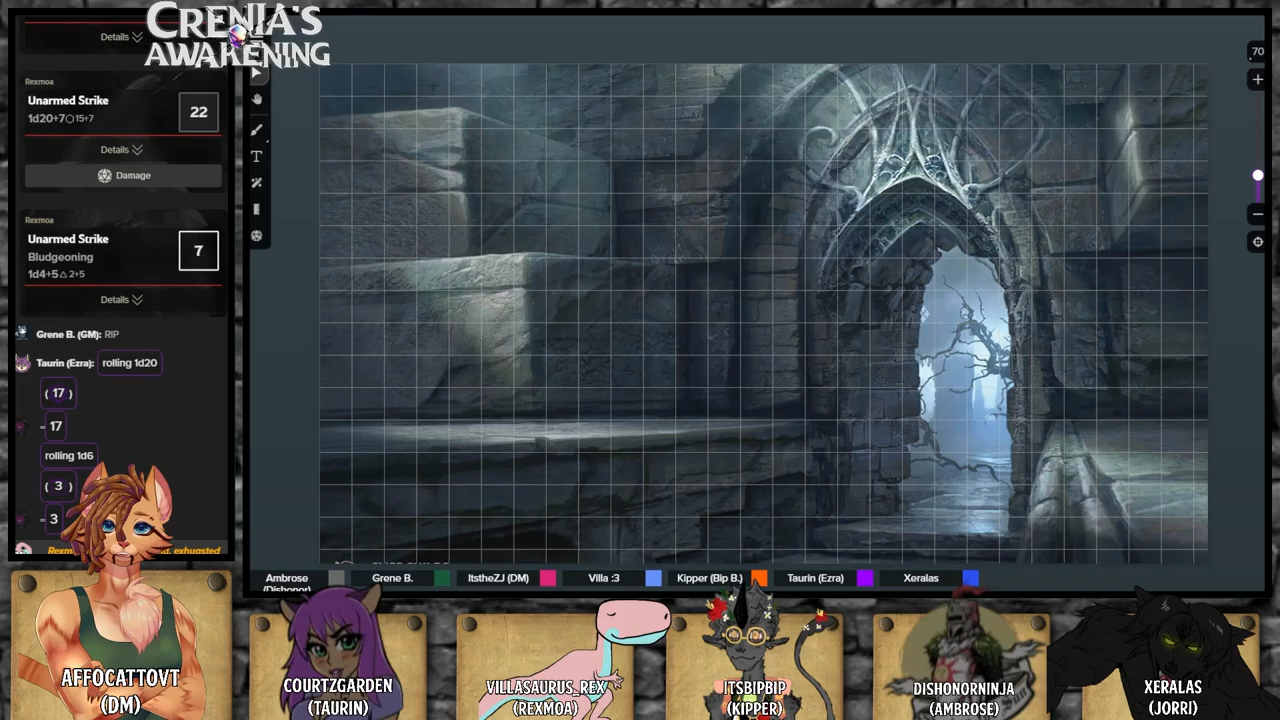 CRENIA'S
AWAKENING
Details
Rexmoa
Unarmed Strike
22
1d20+7 15+7
Details
Damage
Rexmoa
Unarmed Strike
Bludgeoning
7
1d4+5 2+5
Details
Grene B. (GM): RIP
Taurin (Ezra): rolling 1d20
( 17 )
= 17
rolling 1d6
( 3 )
= 3
exhausted
70
Ambrose
(Dishonor)
Grene B.
ItstheZJ (DM)
Villa :3
Kipper (Bip B.)
Taurin (Ezra)
Xeralas
AFFOCATTOVT
(DM)
COURTZGARDEN
(TAURIN)
VILLASAURUS_REX
(REXMOA)
ITSBIPBIP
(KIPPER)
DISHONORNINJA
(AMBROSE)
XERALAS
(JORRI)